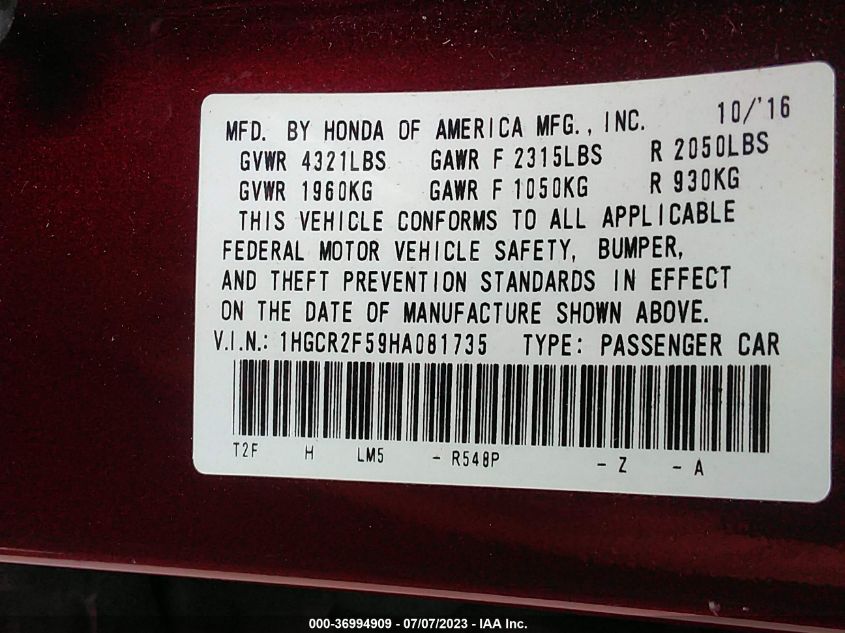 MFD. BY HONDA OF AMERICA MFG., INC. 10/'16
GVWR 4321LBS GAWR F 2315LBS R 2050LBS
GVWR 1960KG GAWR F 1050KG R 930KG
THIS VEHICLE CONFORMS TO ALL APPLICABLE
FEDERAL MOTOR VEHICLE SAFETY, BUMPER,
AND THEFT PREVENTION STANDARDS IN EFFECT
ON THE DATE OF MANUFACTURE SHOWN ABOVE.
V.I.N.: 1HGCR2F59HA081735 TYPE: PASSENGER CAR
T2F H LM5 - R548P - Z - A
000-36994909 - 07/07/2023 - IAA Inc.